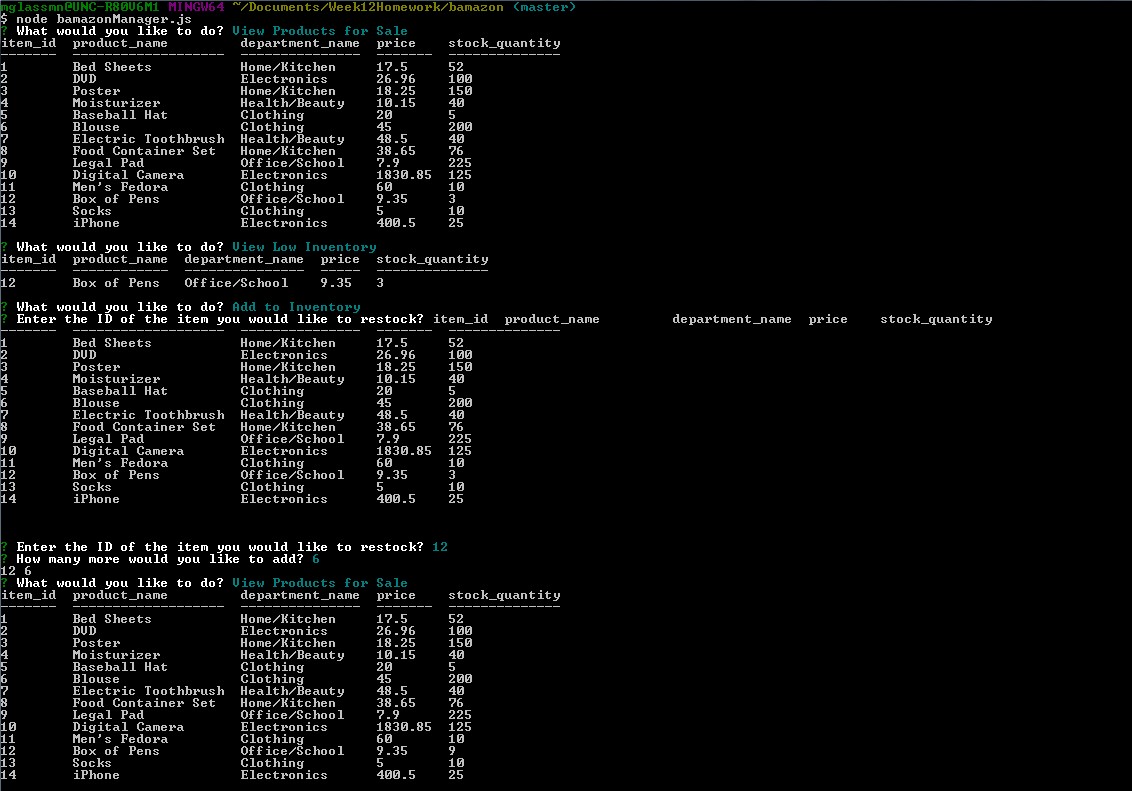 mglassmn@UNC-R80V6M1 MINGW64 ~/Documents/Week12Homework/bamazon (master)
$ node bamazonManager.js
? What would you like to do? View Products for Sale
item_id  product_name         department_name  price    stock_quantity
-------  -------------------  ---------------  -------  --------------
1        Bed Sheets           Home/Kitchen     17.5     52
2        DVD                  Electronics      26.96    100
3        Poster               Home/Kitchen     18.25    150
4        Moisturizer          Health/Beauty    10.15    40
5        Baseball Hat         Clothing         20       5
6        Blouse               Clothing         45       200
7        Electric Toothbrush  Health/Beauty    48.5     40
8        Food Container Set   Home/Kitchen     38.65    76
9        Legal Pad            Office/School    7.9      225
10       Digital Camera       Electronics      1830.85  125
11       Men's Fedora         Clothing         60       10
12       Box of Pens          Office/School    9.35     3
13       Socks                Clothing         5        10
14       iPhone               Electronics      400.5    25
? What would you like to do? View Low Inventory
item_id  product_name  department_name  price  stock_quantity
-------  ------------  ---------------  -----  --------------
12       Box of Pens   Office/School    9.35   3
? What would you like to do? Add to Inventory
? Enter the ID of the item you would like to restock? item_id  product_name         department_name  price    stock_quantity
-------  -------------------  ---------------  -------  --------------
1        Bed Sheets           Home/Kitchen     17.5     52
2        DVD                  Electronics      26.96    100
3        Poster               Home/Kitchen     18.25    150
4        Moisturizer          Health/Beauty    10.15    40
5        Baseball Hat         Clothing         20       5
6        Blouse               Clothing         45       200
7        Electric Toothbrush  Health/Beauty    48.5     40
8        Food Container Set   Home/Kitchen     38.65    76
9        Legal Pad            Office/School    7.9      225
10       Digital Camera       Electronics      1830.85  125
11       Men's Fedora         Clothing         60       10
12       Box of Pens          Office/School    9.35     3
13       Socks                Clothing         5        10
14       iPhone               Electronics      400.5    25
? Enter the ID of the item you would like to restock? 12
? How many more would you like to add? 6
12 6
? What would you like to do? View Products for Sale
item_id  product_name         department_name  price    stock_quantity
-------  -------------------  ---------------  -------  --------------
1        Bed Sheets           Home/Kitchen     17.5     52
2        DVD                  Electronics      26.96    100
3        Poster               Home/Kitchen     18.25    150
4        Moisturizer          Health/Beauty    10.15    40
5        Baseball Hat         Clothing         20       5
6        Blouse               Clothing         45       200
7        Electric Toothbrush  Health/Beauty    48.5     40
8        Food Container Set   Home/Kitchen     38.65    76
9        Legal Pad            Office/School    7.9      225
10       Digital Camera       Electronics      1830.85  125
11       Men's Fedora         Clothing         60       10
12       Box of Pens          Office/School    9.35     9
13       Socks                Clothing         5        10
14       iPhone               Electronics      400.5    25